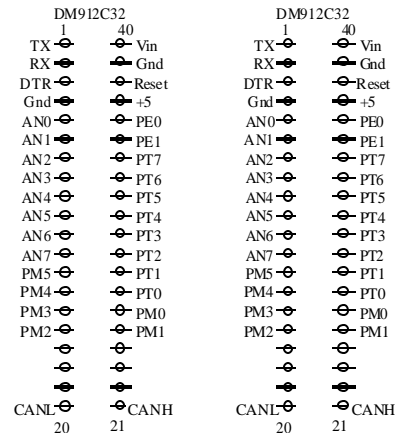 DM912C32 DM912C32
1 40 1 40
TX Vin TX Vin
RX Gnd RX Gnd
DTR Reset DTR Reset
Gnd +5 Gnd +5
AN0 PE0 AN0 PE0
AN1 PE1 AN1 PE1
AN2 PT7 AN2 PT7
AN3 PT6 AN3 PT6
AN4 PT5 AN4 PT5
AN5 PT4 AN5 PT4
AN6 PT3 AN6 PT3
AN7 PT2 AN7 PT2
PM5 PT1 PM5 PT1
PM4 PT0 PM4 PT0
PM3 PM0 PM3 PM0
PM2 PM1 PM2 PM1
CANL CANH CANL CANH
20 21 20 21